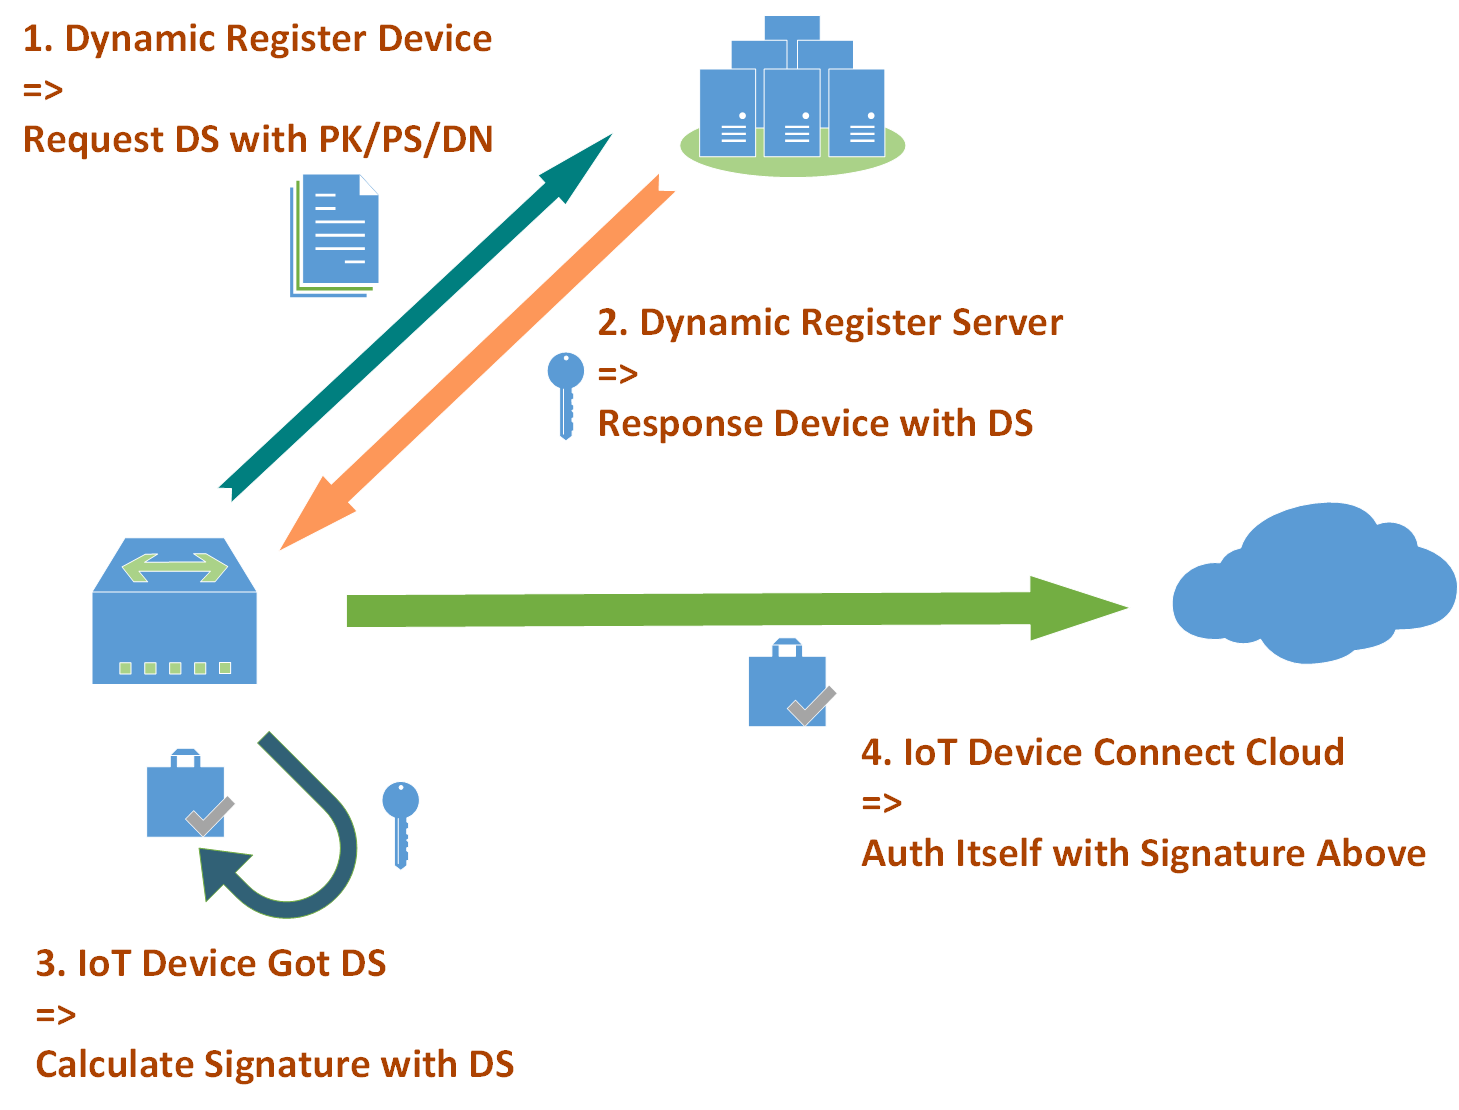 1. Dynamic Register Device
=>
Request DS with PK/PS/DN
2. Dynamic Register Server
=>
Response Device with DS
4. IoT Device Connect Cloud
=>
Auth Itself with Signature Above
3. IoT Device Got DS
=>
Calculate Signature with DS